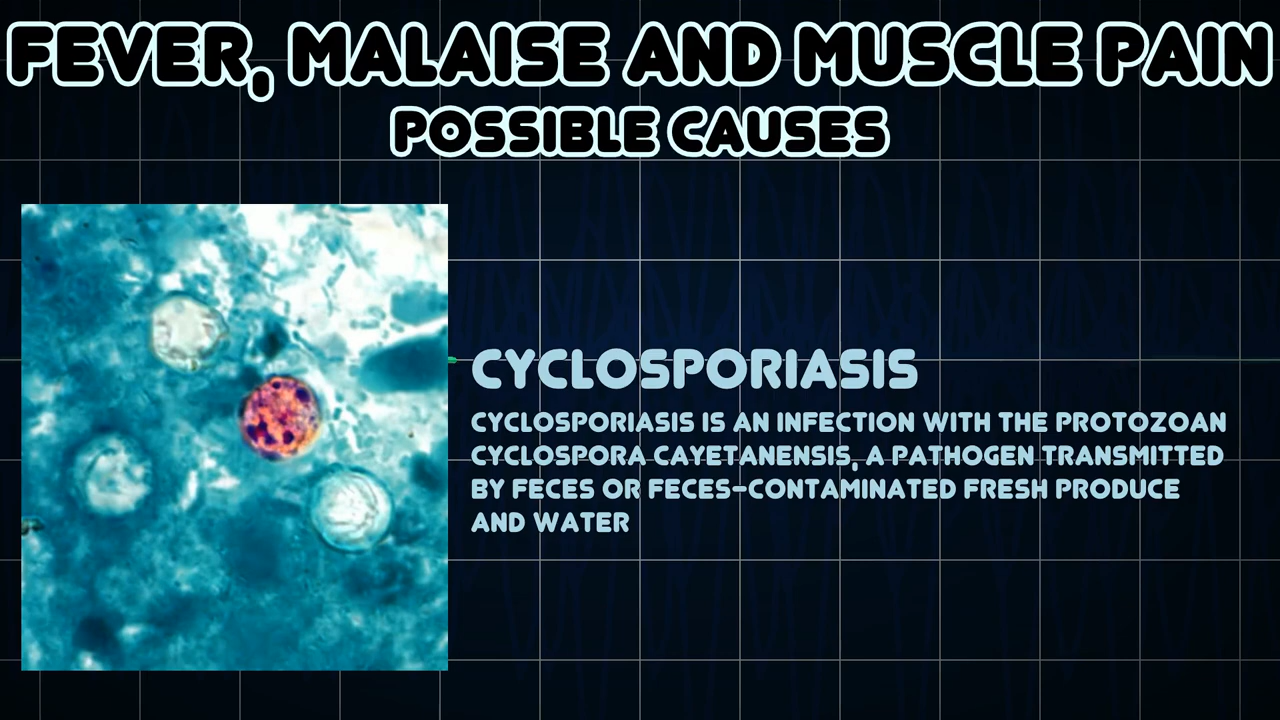 FEVER, MALAISE AND MUSCLE PAIN
POSSIBLE CAUSES
CYCLOSPORIASIS
CYCLOSPORIASIS IS AN INFECTION WITH THE PROTOZOAN
CYCLOSPORA CAYETANENSIS, A PATHOGEN TRANSMITTED
BY FECES OR FECES-CONTAMINATED FRESH PRODUCE
AND WATER